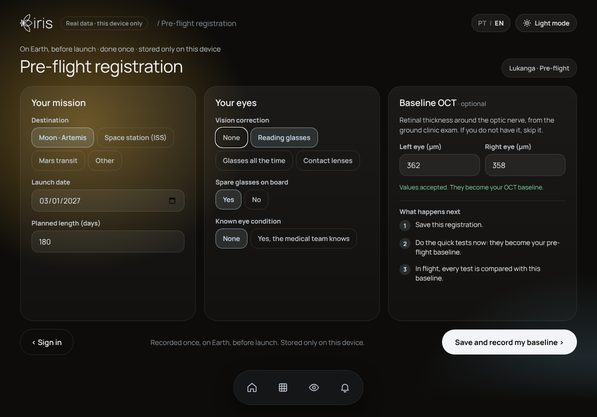 iris
Real data · this device only
/ Pre-flight registration
PT / EN
Light mode
On Earth, before launch · done once · stored only on this device
Pre-flight registration
Lukanga · Pre-flight
Your mission
Destination
Moon · Artemis
Space station (ISS)
Mars transit
Other
Launch date
03/01/2027
Planned length (days)
180
Your eyes
Vision correction
None
Reading glasses
Glasses all the time
Contact lenses
Spare glasses on board
Yes
No
Known eye condition
None
Yes, the medical team knows
Baseline OCT · optional
Retinal thickness around the optic nerve, from the
ground clinic exam. If you do not have it, skip it.
Left eye (µm)
Right eye (µm)
362
358
Values accepted. They become your OCT baseline.
What happens next
1 Save this registration.
2 Do the quick tests now: they become your pre-
flight baseline.
3 In flight, every test is compared with this
baseline.
‹ Sign in
Recorded once, on Earth, before launch. Stored only on this device.
Save and record my baseline ›